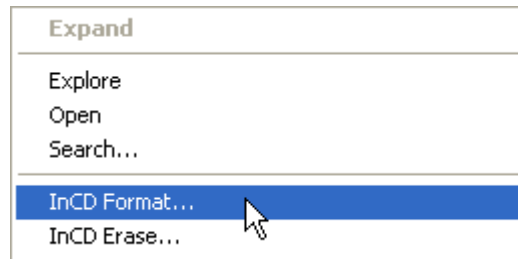 Expand
Explore
Open
Search...
InCD Format...
InCD Erase...